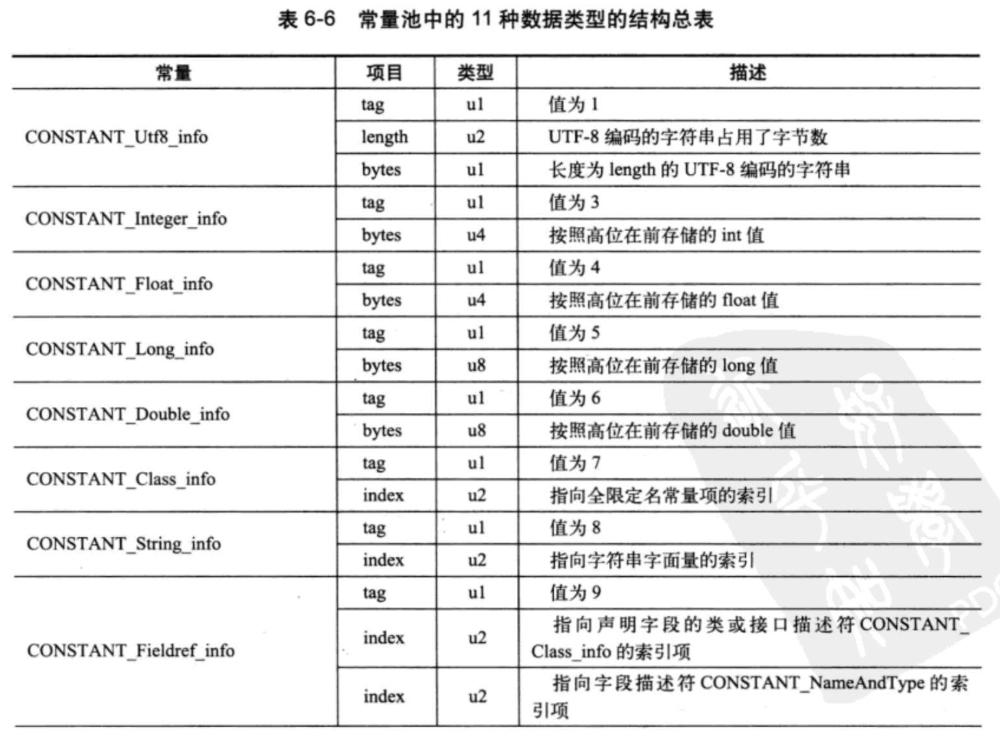 表 6-6 常量池中的 11 种数据类型的结构总表
常量 项目 类型 描述
CONSTANT_Utf8_info
tag u1 值为 1
length u2 UTF-8 编码的字符串占用了字节数
bytes u1 长度为 length 的 UTF-8 编码的字符串
CONSTANT_Integer_info
tag u1 值为 3
bytes u4 按照高位在前存储的 int 值
CONSTANT_Float_info
tag u1 值为 4
bytes u4 按照高位在前存储的 float 值
CONSTANT_Long_info
tag u1 值为 5
bytes u8 按照高位在前存储的 long 值
CONSTANT_Double_info
tag u1 值为 6
bytes u8 按照高位在前存储的 double 值
CONSTANT_Class_info
tag u1 值为 7
index u2 指向全限定名常量项的索引
CONSTANT_String_info
tag u1 值为 8
index u2 指向字符串字面量的索引
CONSTANT_Fieldref_info
tag u1 值为 9
index u2 指向声明字段的类或接口描述符 CONSTANT_
Class_info 的索引项
index u2 指向字段描述符 CONSTANT_NameAndType 的索
引项